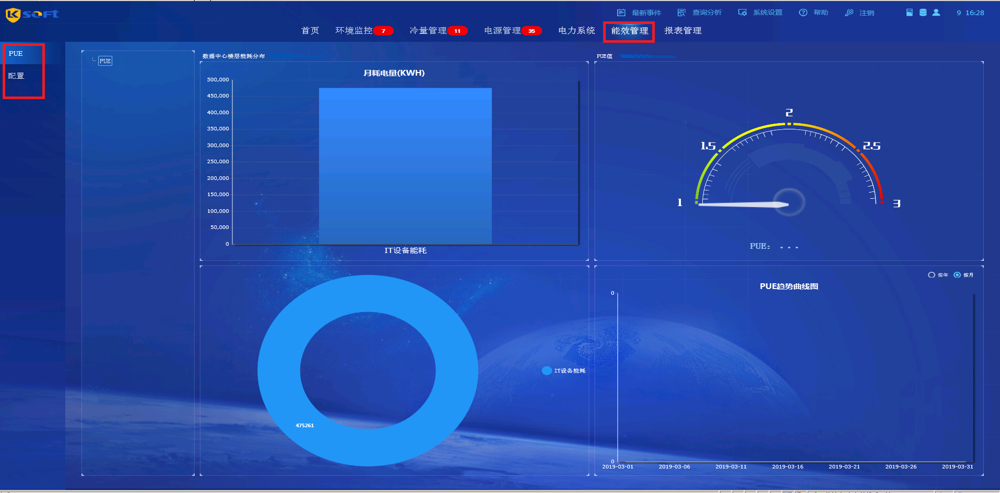 K SOFT
最新事件 查询分析 系统设置 帮助 注销 9 16:28
首页 环境监控 7 冷量管理 11 电源管理 35 电力系统 能效管理 报表管理
PUE
配置
PUE
数据中心楼层能耗分布
月耗电量(KWH)
500,000
450,000
400,000
350,000
300,000
250,000
200,000
150,000
100,000
50,000
0
IT设备能耗
PUE值
2
1.5
2.5
1
3
PUE: ...
475261
IT设备能耗
按年 按月
PUE趋势曲线图
0
0
2019-03-01 2019-03-06 2019-03-11 2019-03-16 2019-03-21 2019-03-26 2019-03-31